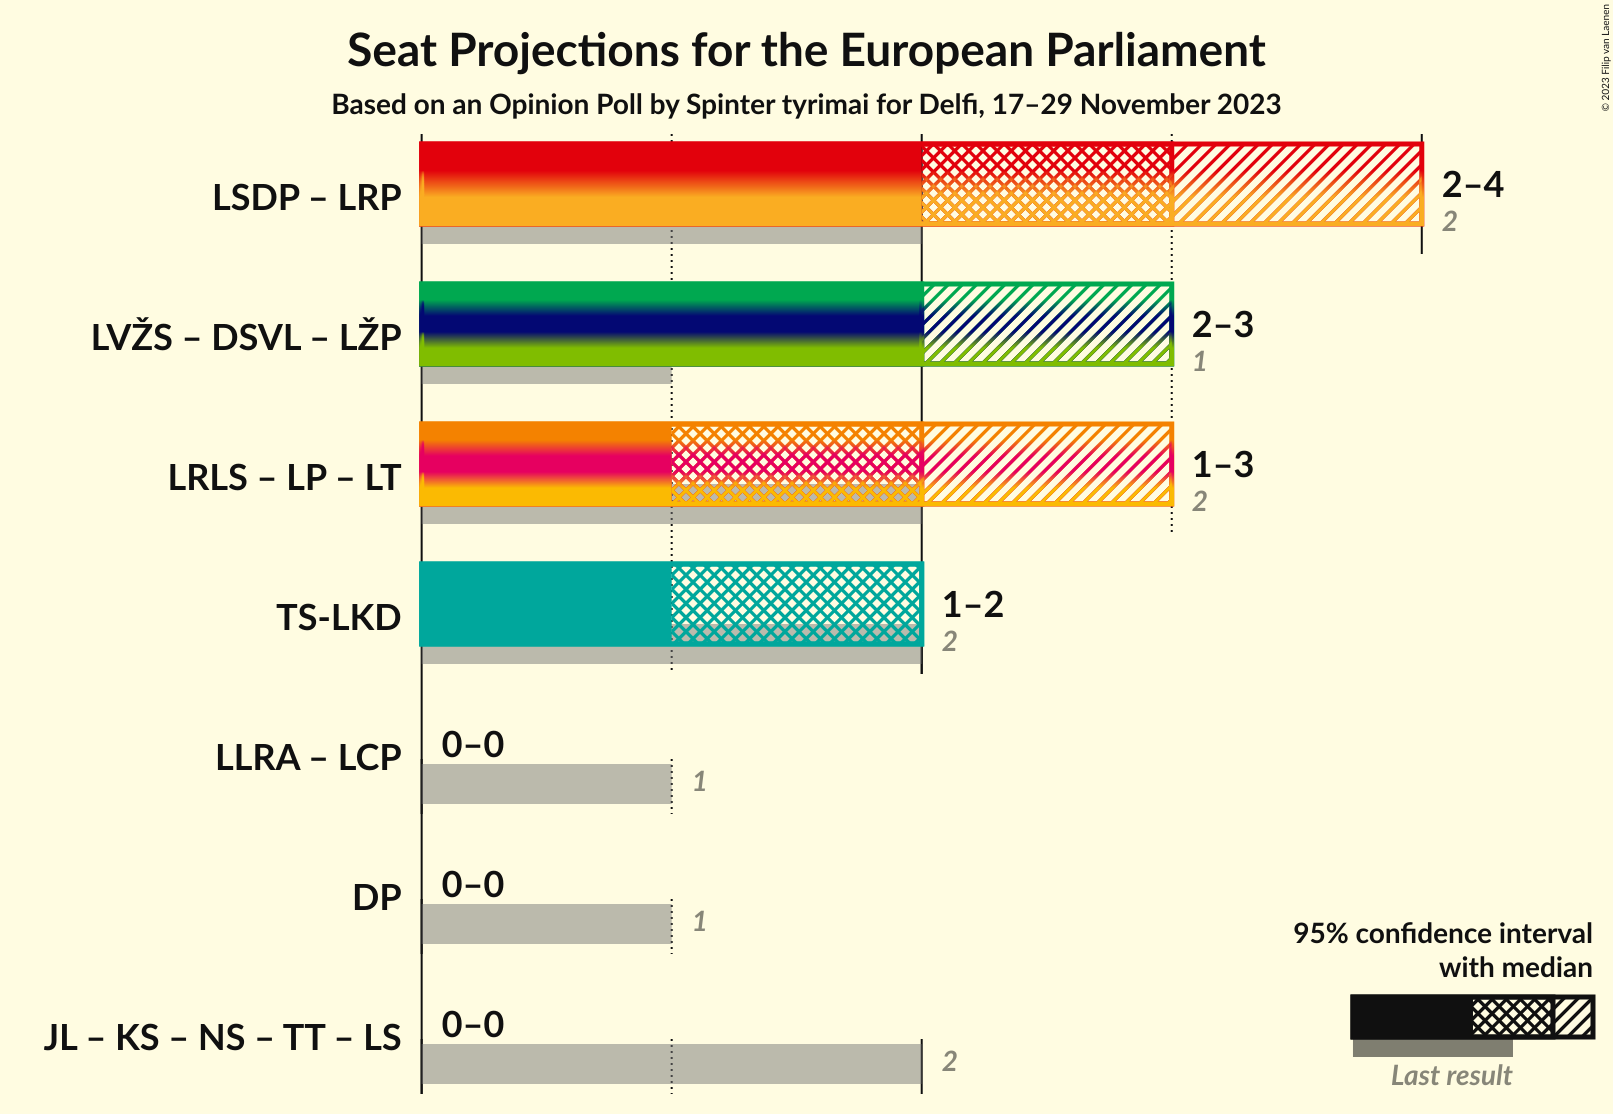 Seat Projections for the European Parliament
Based on an Opinion Poll by Spinter tyrimai for Delfi, 17–29 November 2023
© 2023 Filip van Laenen
LSDP – LRP
2–4
2
LVŽS – DSVL – LŽP
2–3
1
LRLS – LP – LT
1–3
2
TS-LKD
1–2
2
LLRA – LCP
0–0
1
DP
0–0
1
JL – KS – NS – TT – LS
0–0
2
95% confidence interval
with median
Last result